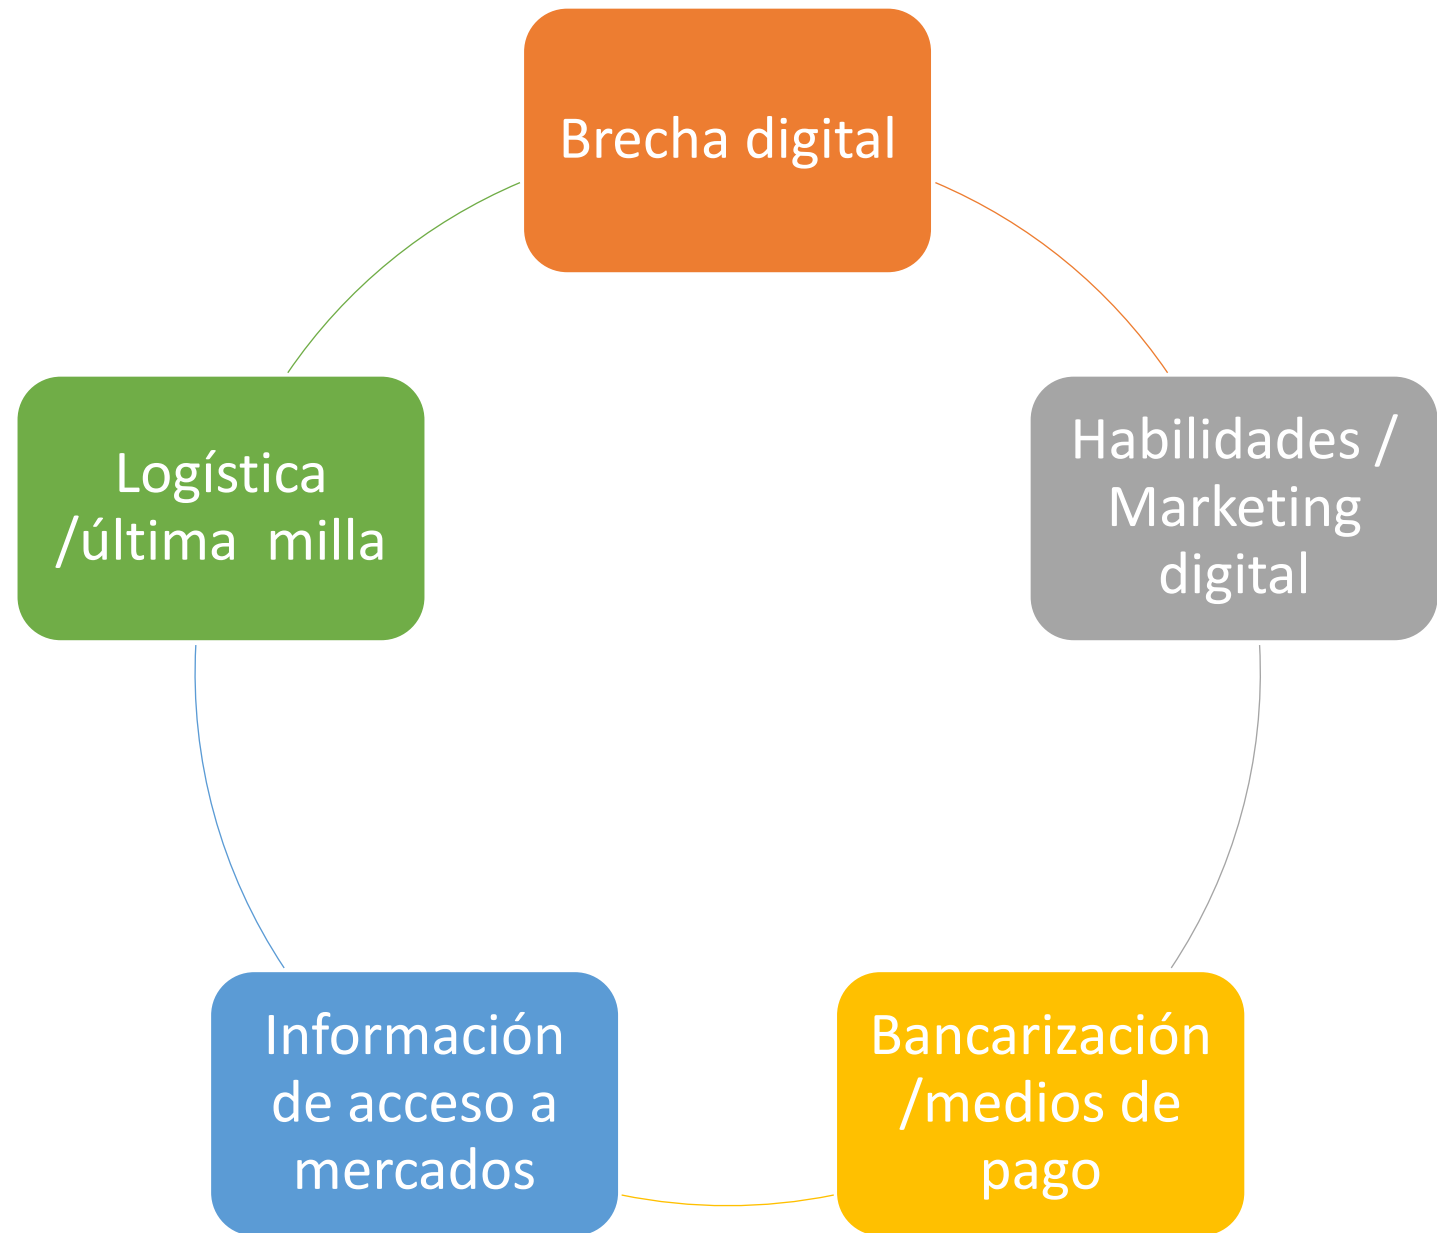 Brecha digital
Habilidades /
Marketing
digital
Bancarización
/medios de
pago
Información
de acceso a
mercados
Logística
/última  milla